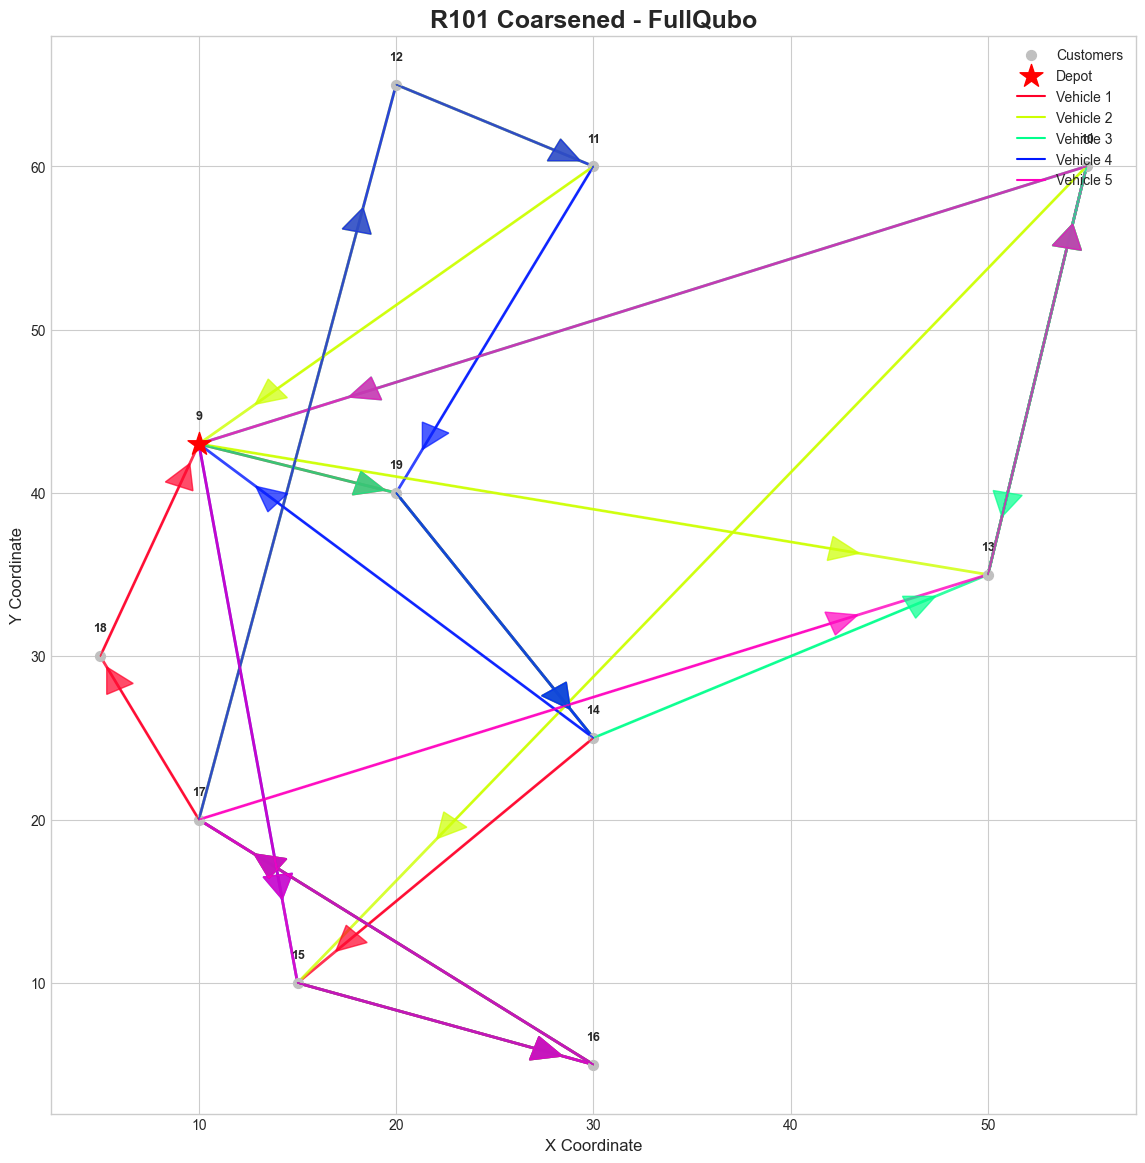 R101 Coarsened - FullQubo
Customers
Depot
Vehicle 1
Vehicle 2
Vehicle 3
Vehicle 4
Vehicle 5
12
11
10
9
19
13
18
14
17
15
16
60
50
40
30
20
10
Y Coordinate
10
20
30
40
50
X Coordinate